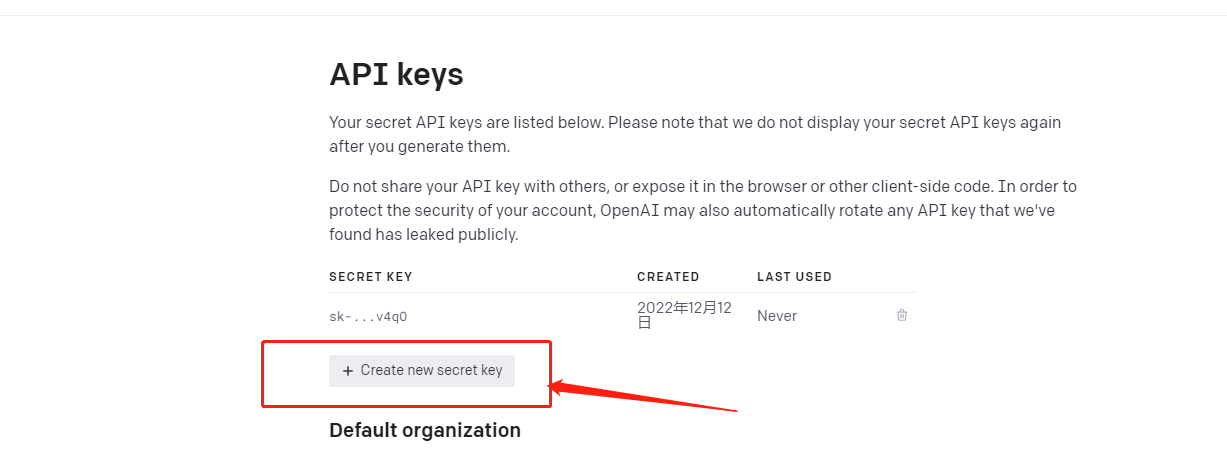 API keys
Your secret API keys are listed below. Please note that we do not display your secret API keys again
after you generate them.
Do not share your API key with others, or expose it in the browser or other client-side code. In order to
protect the security of your account, OpenAI may also automatically rotate any API key that we've
found has leaked publicly.
SECRET KEY CREATED LAST USED
sk-...v4q0 2022年12月12
日 Never
+ Create new secret key
Default organization